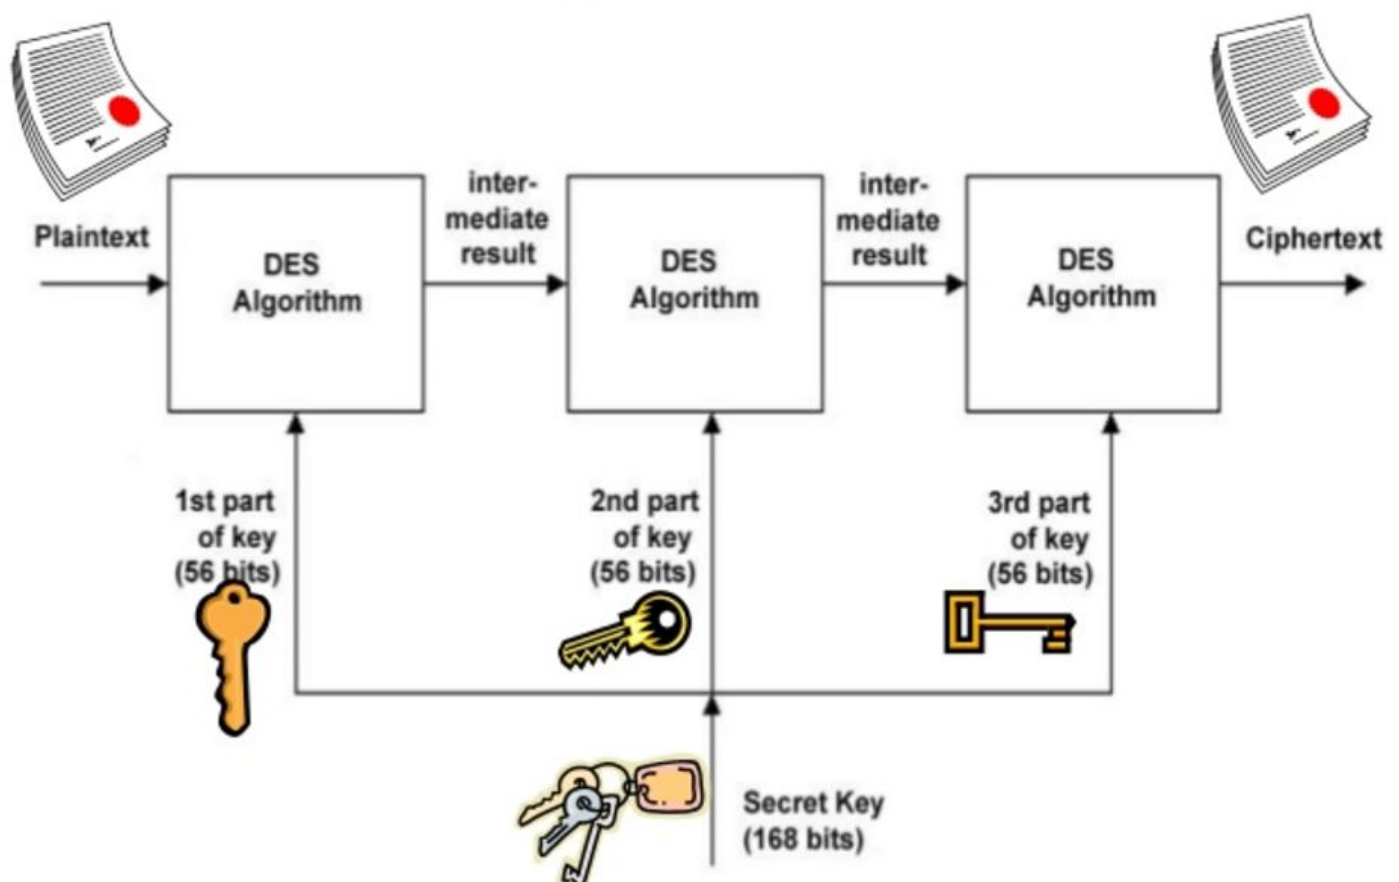 Plaintext
DES
Algorithm
inter-
mediate
result
DES
Algorithm
inter-
mediate
result
DES
Algorithm
Ciphertext
1st part
of key
(56 bits)
2nd part
of key
(56 bits)
3rd part
of key
(56 bits)
Secret Key
(168 bits)